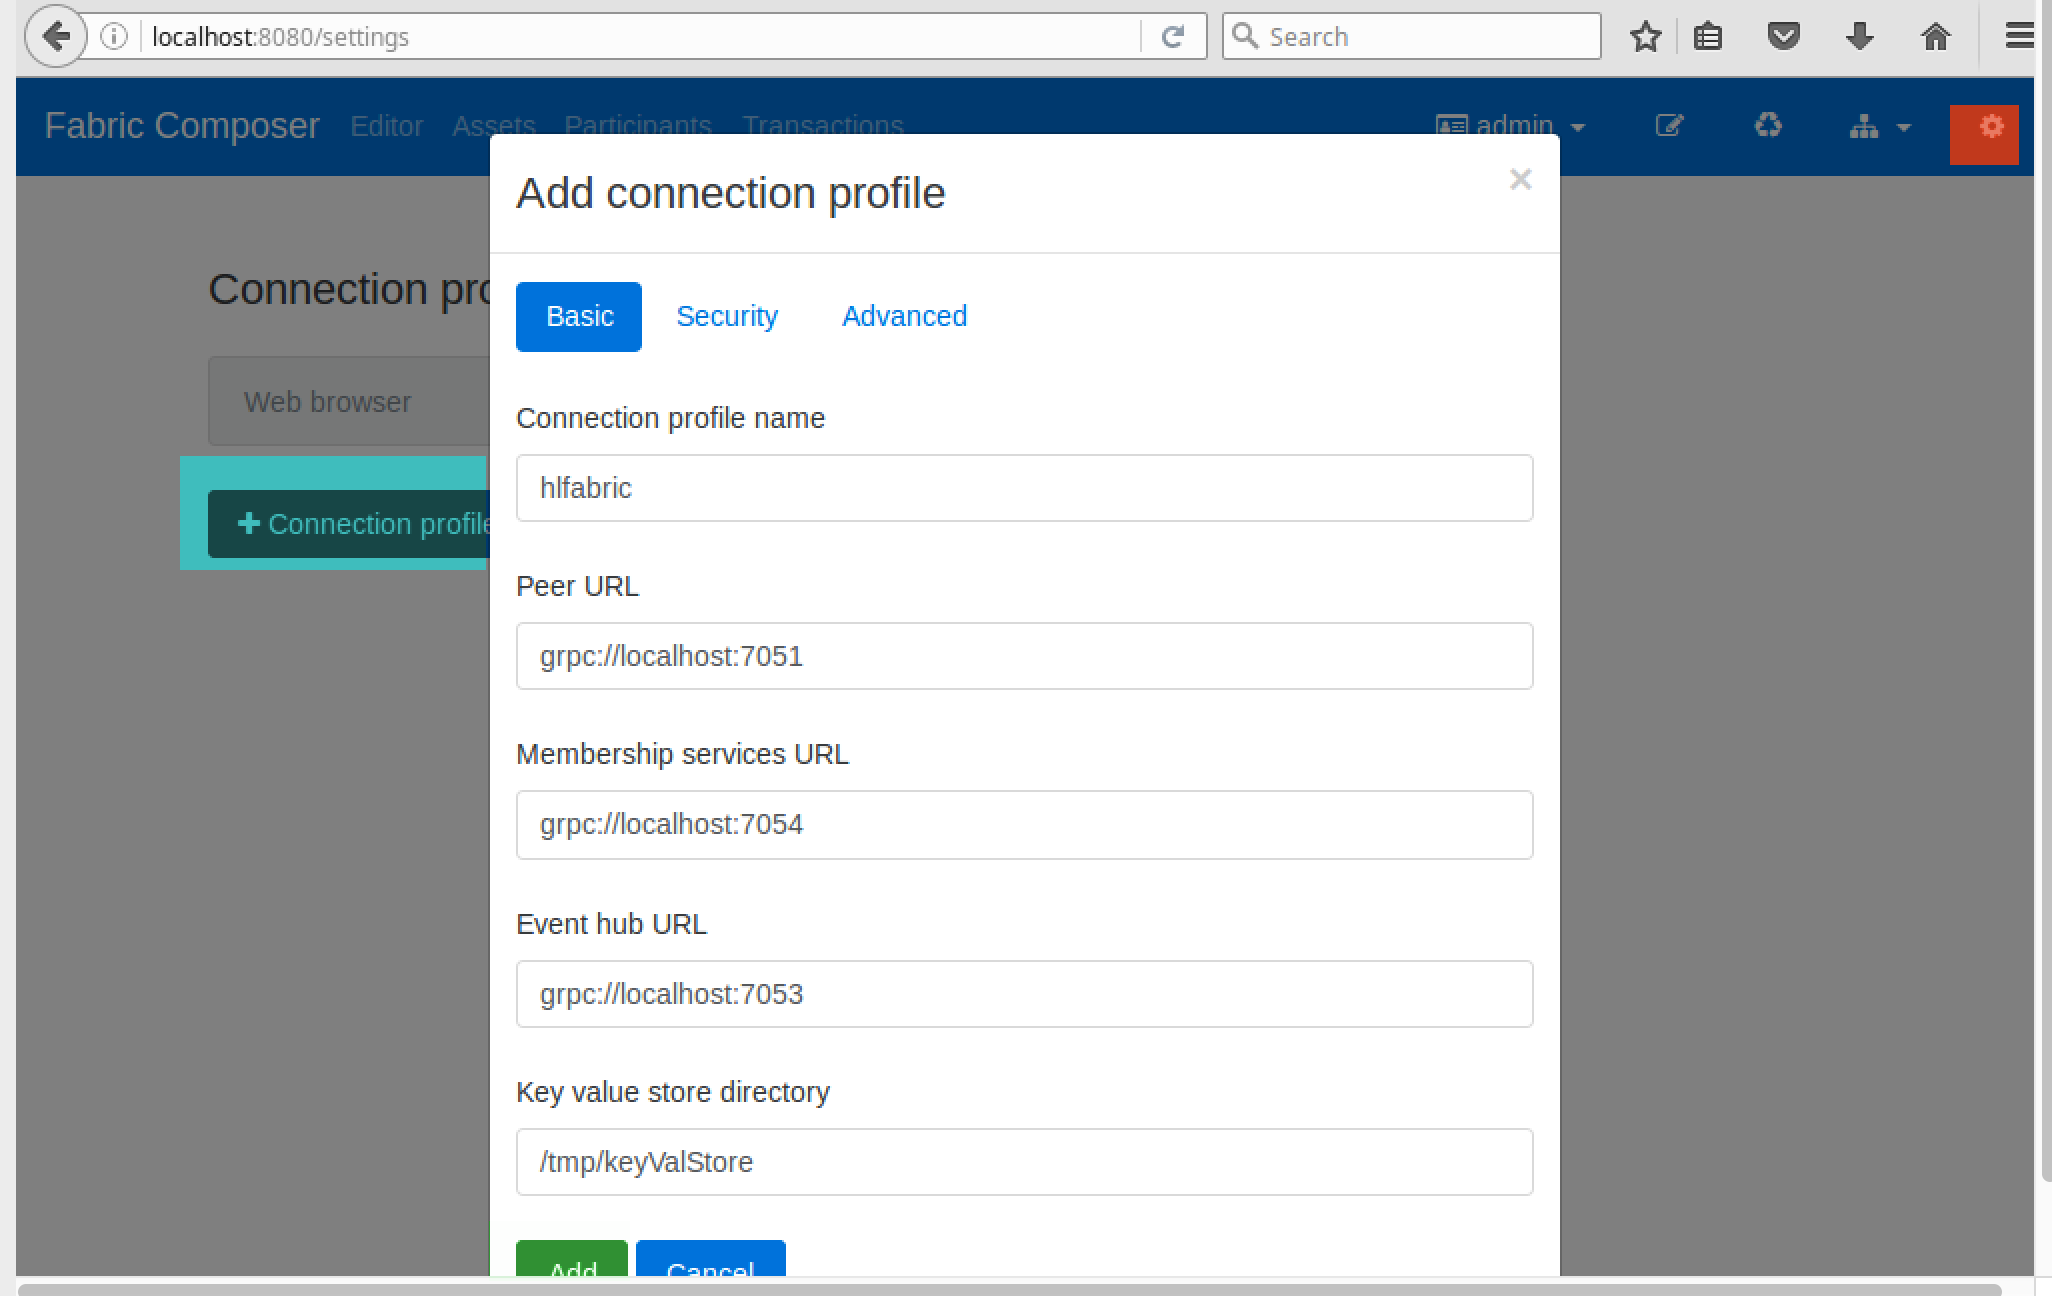 localhost:8080/settings
Search
Fabric Composer Editor Assets Participants Transactions admin
Add connection profile ×
Connection pro
Basic Security Advanced
Web browser
Connection profile name
hlfabric
+ Connection profile
Peer URL
grpc://localhost:7051
Membership services URL
grpc://localhost:7054
Event hub URL
grpc://localhost:7053
Key value store directory
/tmp/keyValStore
Add Cancel